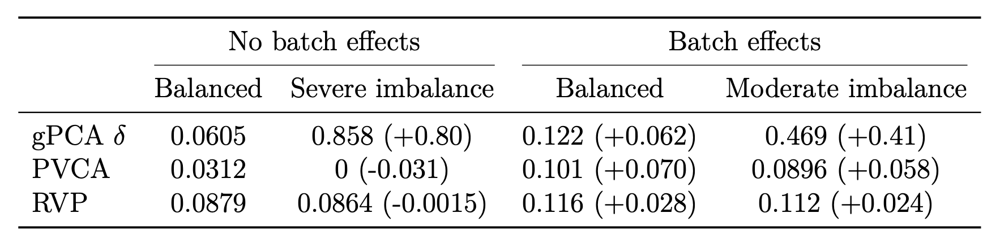 No batch effects Batch effects
Balanced Severe imbalance Balanced Moderate imbalance
gPCA δ 0.0605 0.858 (+0.80) 0.122 (+0.062) 0.469 (+0.41)
PVCA 0.0312 0 (-0.031) 0.101 (+0.070) 0.0896 (+0.058)
RVP 0.0879 0.0864 (-0.0015) 0.116 (+0.028) 0.112 (+0.024)